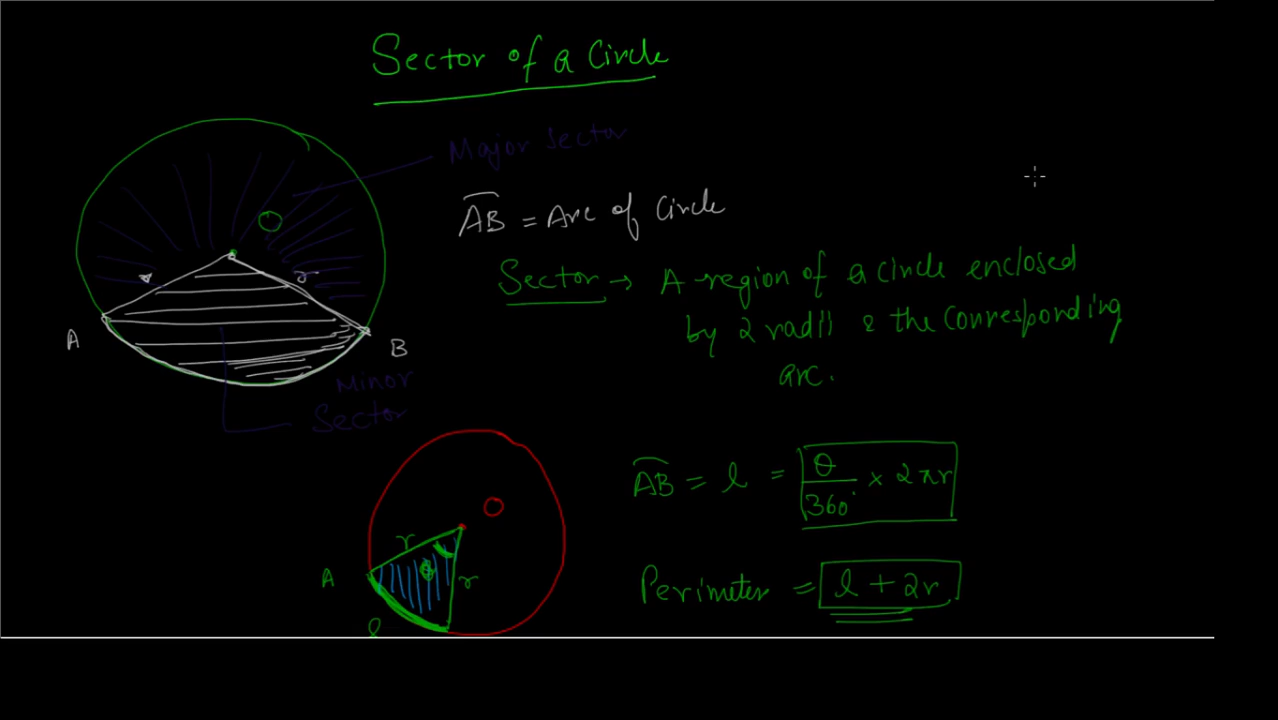 Sector of a Circle
Major Sector
AB = Arc of Circle
O
r
r
Sector → A region of a circle enclosed
by 2 radii & the corresponding
arc.
A
B
Minor
Sector
AB = l = θ/360° × 2πr
O
r
θ
r
A
l
Perimeter = l + 2r